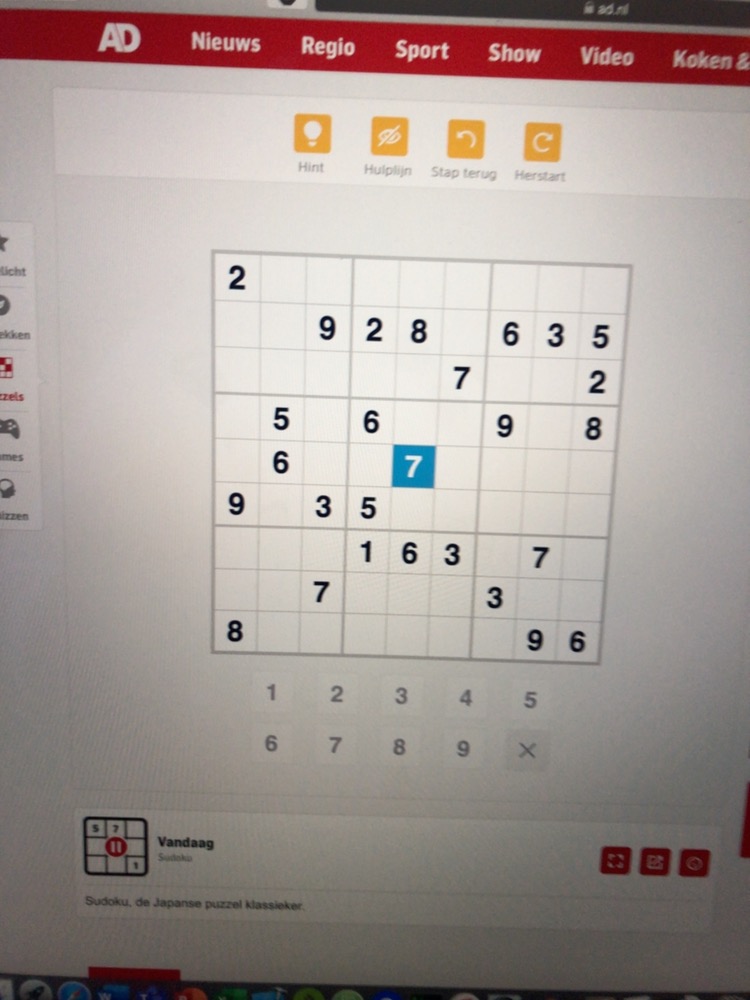 ad.nl
AD Nieuws Regio Sport Show Video Koken &
Hint Hulplijn Stap terug Herstart
licht
ekken
zels
mes
izzen
2
9 2 8 6 3 5
7 2
5 6 9 8
6 7
9 3 5
1 6 3 7
7 3
8 9 6
1 2 3 4 5
6 7 8 9 ×
5 7
1
Vandaag
Sudoku
Sudoku, de Japanse puzzel klassieker.